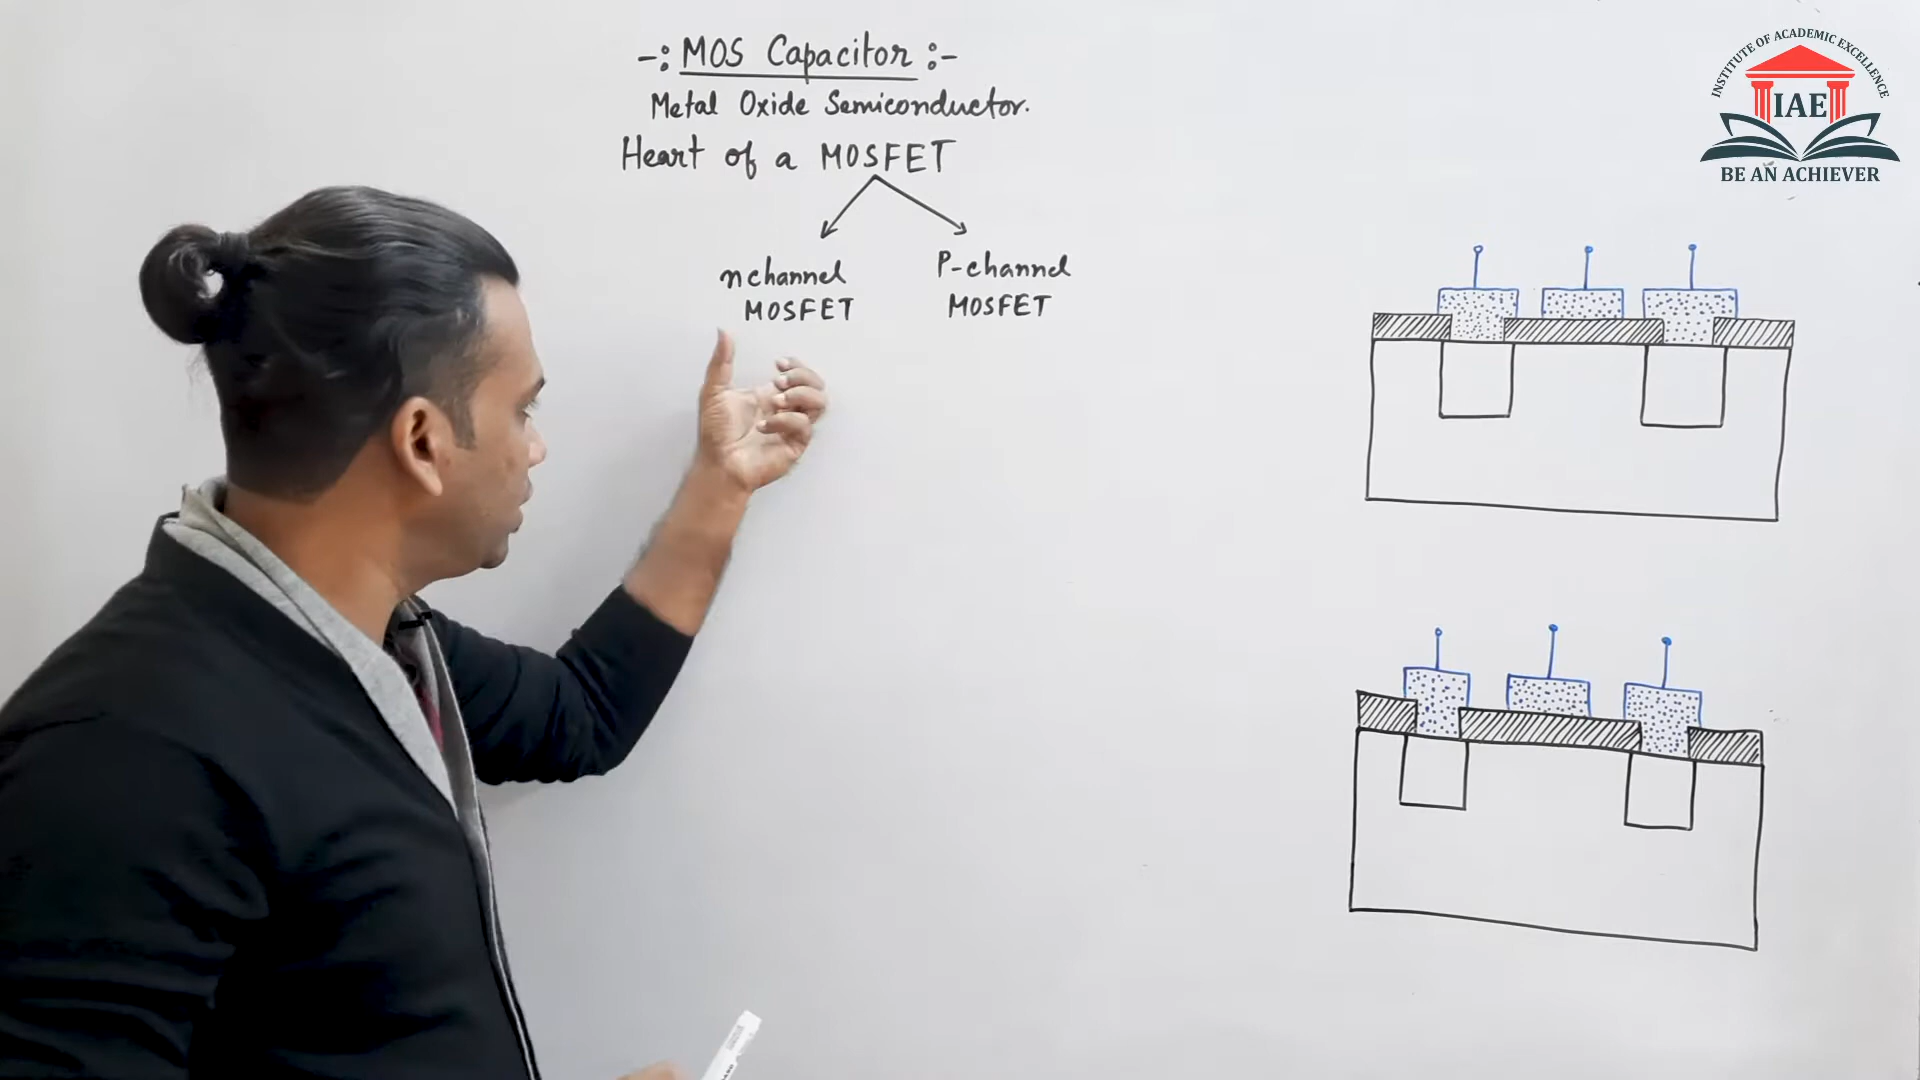 -: MOS Capacitor :-
Metal Oxide Semiconductor.
Heart of a MOSFET
n channel
MOSFET
P-channel
MOSFET
INSTITUTE OF ACADEMIC EXCELLENCE
IAE
BE AN ACHIEVER